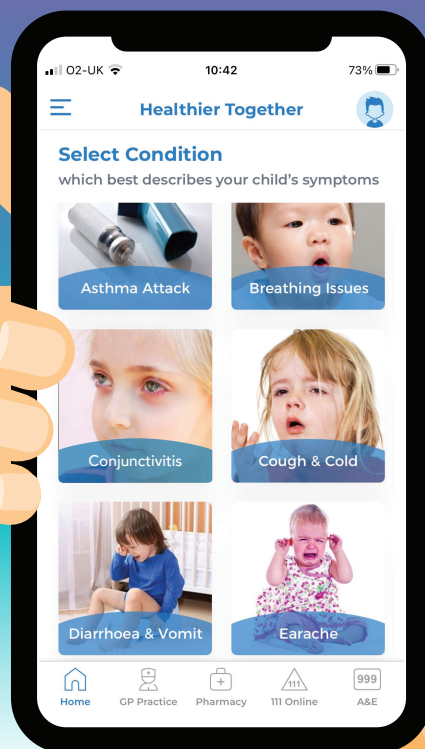 O2-UK
10:42
73%
Healthier Together
Select Condition
which best describes your child's symptoms
Asthma Attack
Breathing Issues
Conjunctivitis
Cough & Cold
Diarrhoea & Vomit
Earache
111
999
Home
GP Practice
Pharmacy
111 Online
A&E